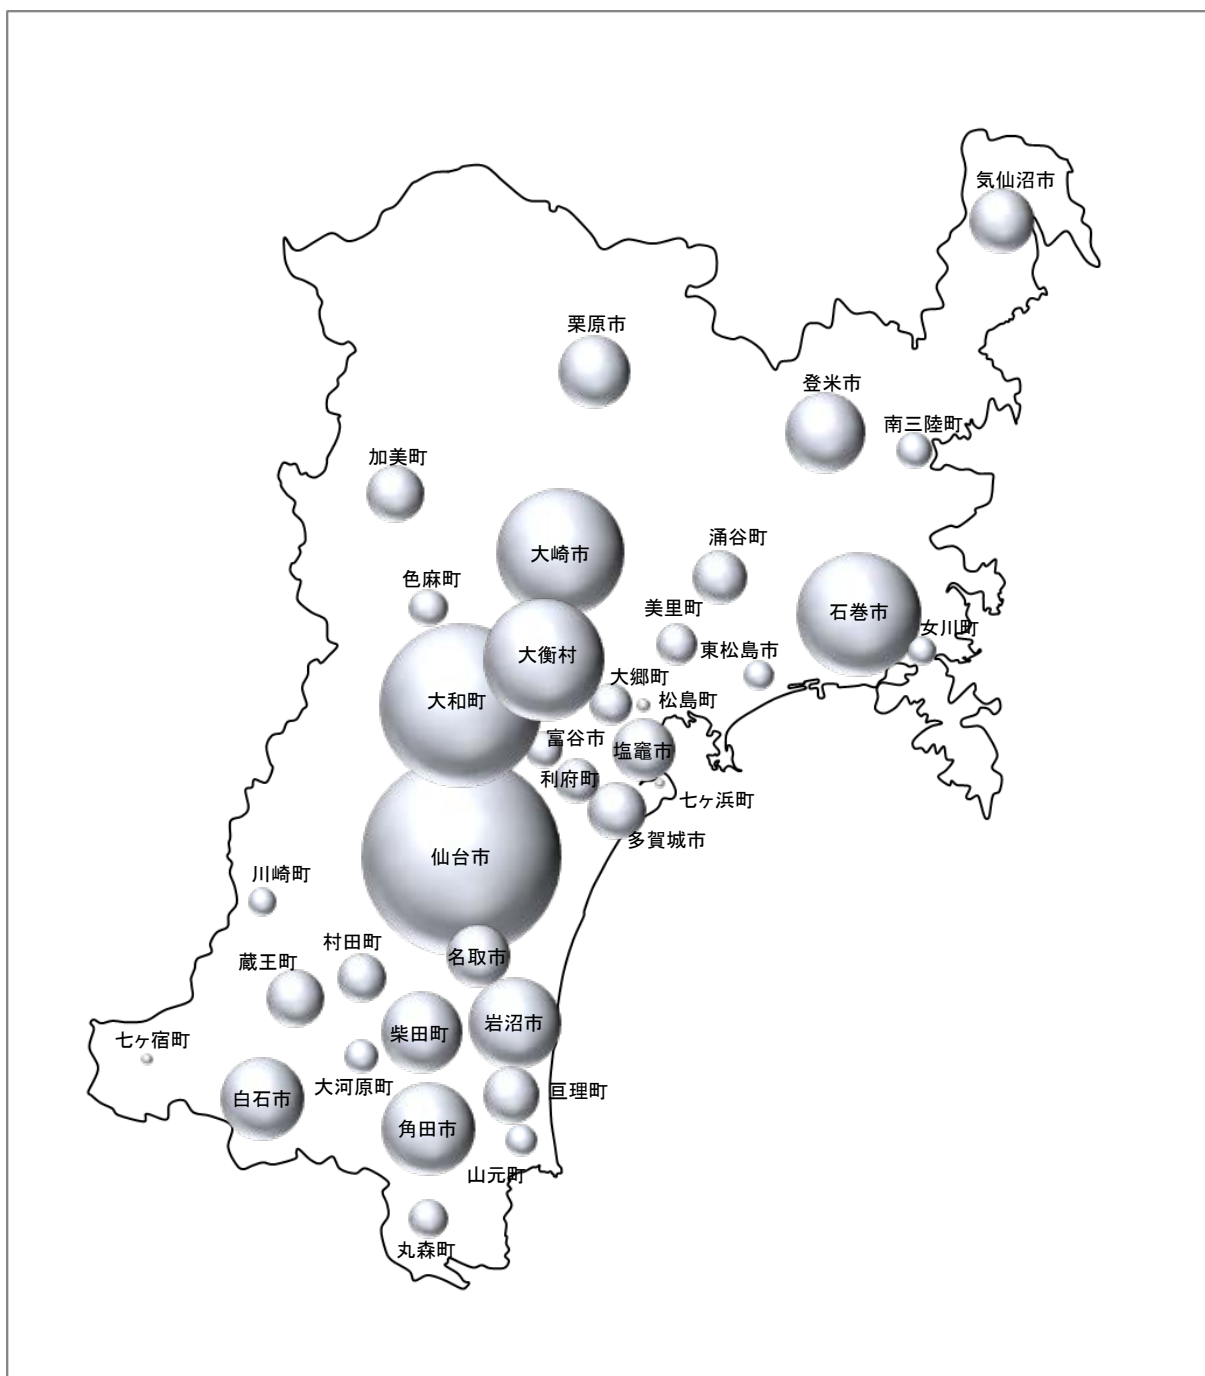 気仙沼市
栗原市
登米市
南三陸町
加美町
涌谷町
大崎市
色麻町
美里町
石巻市
女川町
東松島市
大衡村
大郷町
大和町
松島町
富谷市
塩竈市
利府町
七ヶ浜町
多賀城市
仙台市
川崎町
村田町
蔵王町
名取市
岩沼市
柴田町
七ヶ宿町
大河原町
亘理町
白石市
角田市
山元町
丸森町